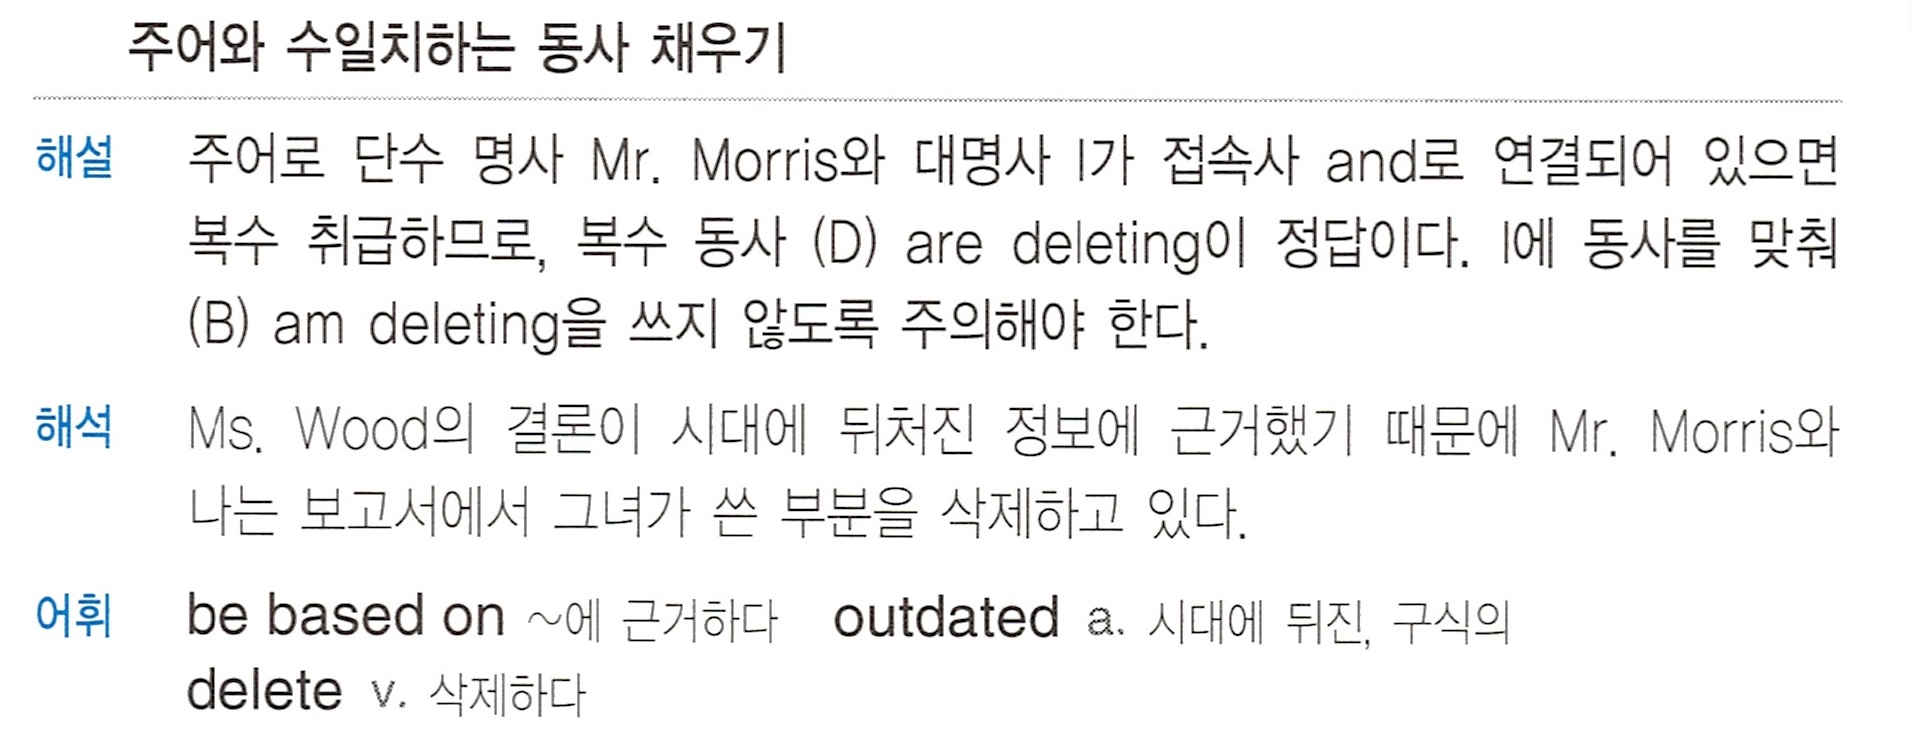 주어와 수일치하는 동사 채우기
해설 주어로 단수 명사 Mr. Morris와 대명사 I가 접속사 and로 연결되어 있으면
복수 취급하므로, 복수 동사 (D) are deleting이 정답이다. I에 동사를 맞춰
(B) am deleting을 쓰지 않도록 주의해야 한다.
해석 Ms. Wood의 결론이 시대에 뒤처진 정보에 근거했기 때문에 Mr. Morris와
나는 보고서에서 그녀가 쓴 부분을 삭제하고 있다.
어휘 be based on ~에 근거하다 outdated a. 시대에 뒤진, 구식의
delete v. 삭제하다